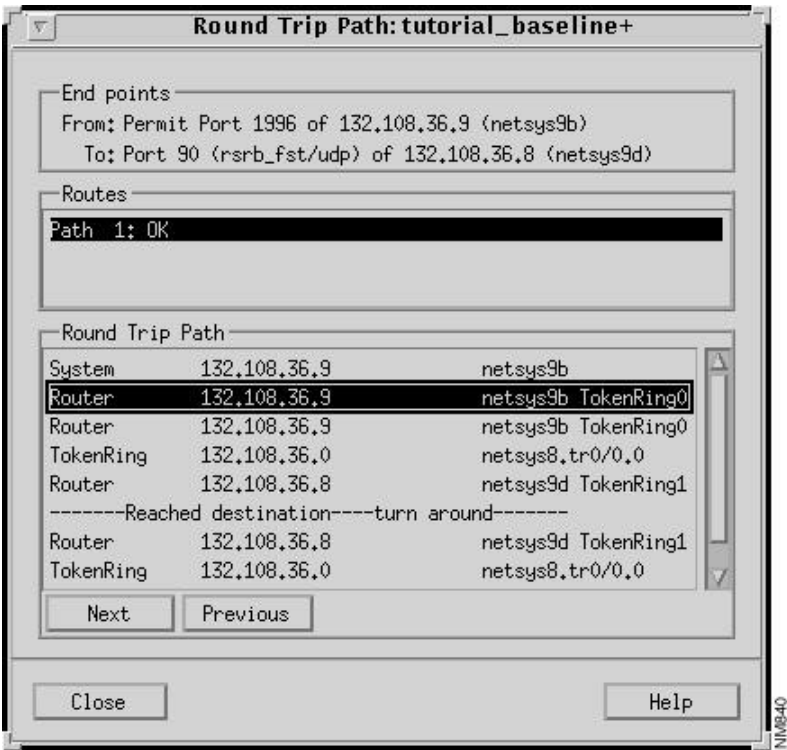 Round Trip Path: tutorial_baseline+
End points
From: Permit Port 1996 of 132.108.36.9 (netsys9b)
To: Port 90 (rsrb_fst/udp) of 132.108.36.8 (netsys9d)
Routes
Path 1: OK
Round Trip Path
System 132.108.36.9 netsys9b
Router 132.108.36.9 netsys9b TokenRing0
Router 132.108.36.9 netsys9b TokenRing0
TokenRing 132.108.36.0 netsys8.tr0/0.0
Router 132.108.36.8 netsys9d TokenRing1
-------Reached destination----turn around-------
Router 132.108.36.8 netsys9d TokenRing1
TokenRing 132.108.36.0 netsys8.tr0/0.0
Next Previous
Close Help
NM840